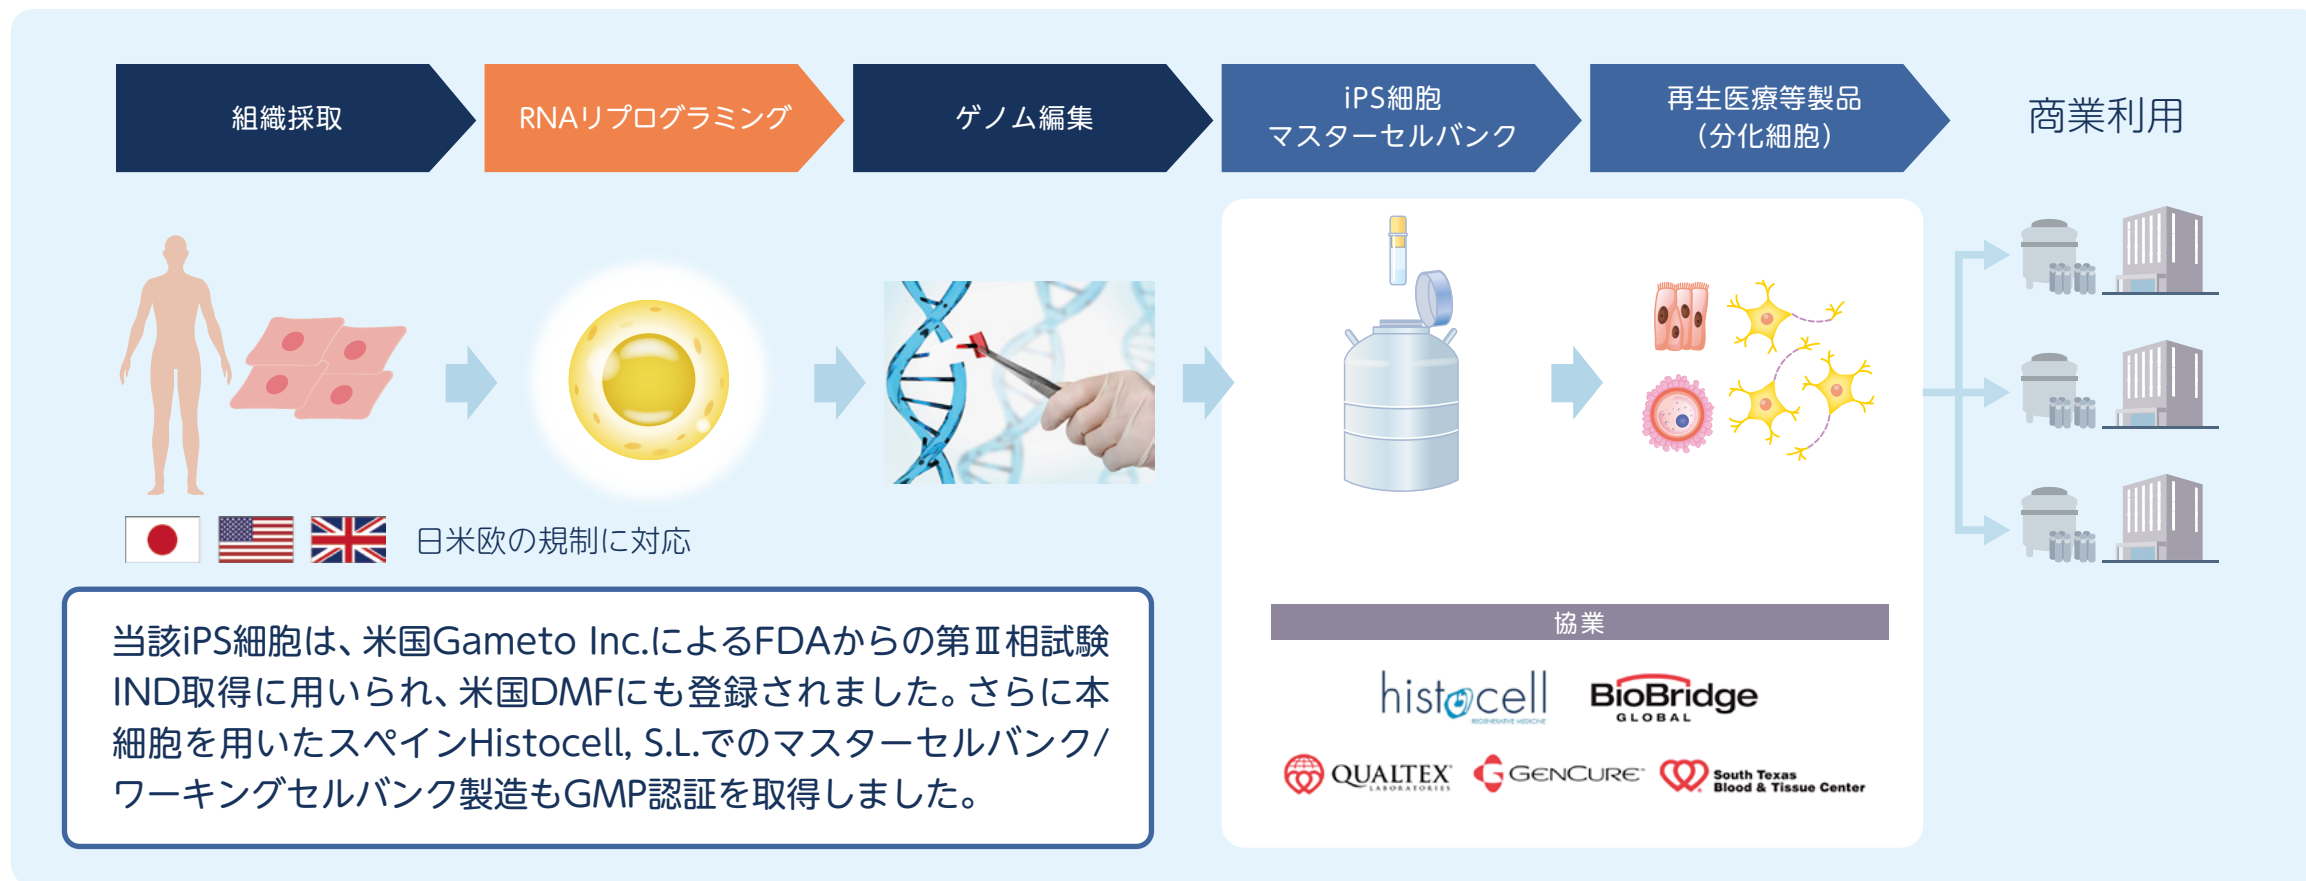 組織採取
RNAリプログラミング
ゲノム編集
iPS細胞
マスターセルバンク
再生医療等製品
（分化細胞）
商業利用
日米欧の規制に対応
当該iPS細胞は、米国Gameto Inc.によるFDAからの第Ⅲ相試験
IND取得に用いられ、米国DMFにも登録されました。さらに本
細胞を用いたスペインHistocell, S.L.でのマスターセルバンク/
ワーキングセルバンク製造もGMP認証を取得しました。
協業
histocell
REGENERATIVE MEDICINE
BioBridge
GLOBAL
QUALTEX
LABORATORIES
GENCURE
South Texas
Blood & Tissue Center